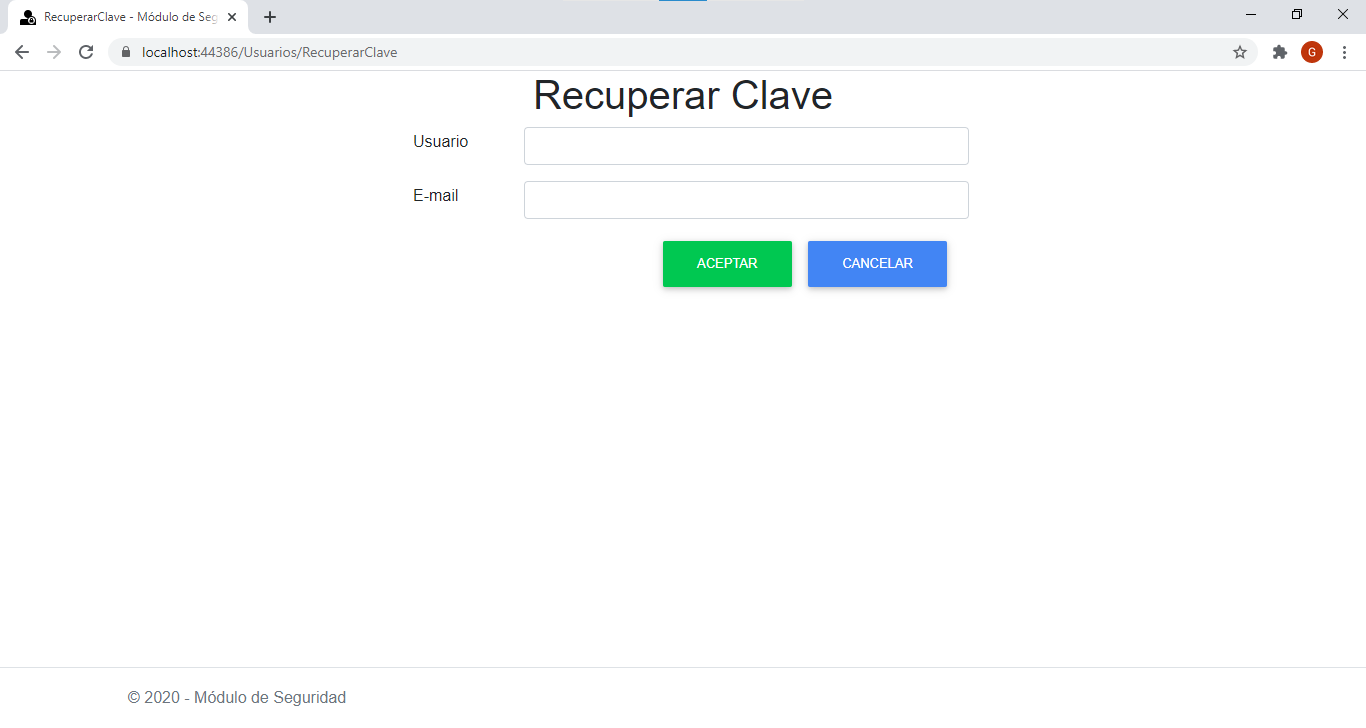 RecuperarClave - Módulo de Seg
localhost:44386/Usuarios/RecuperarClave
G
Recuperar Clave
Usuario
E-mail
ACEPTAR
CANCELAR
© 2020 - Módulo de Seguridad